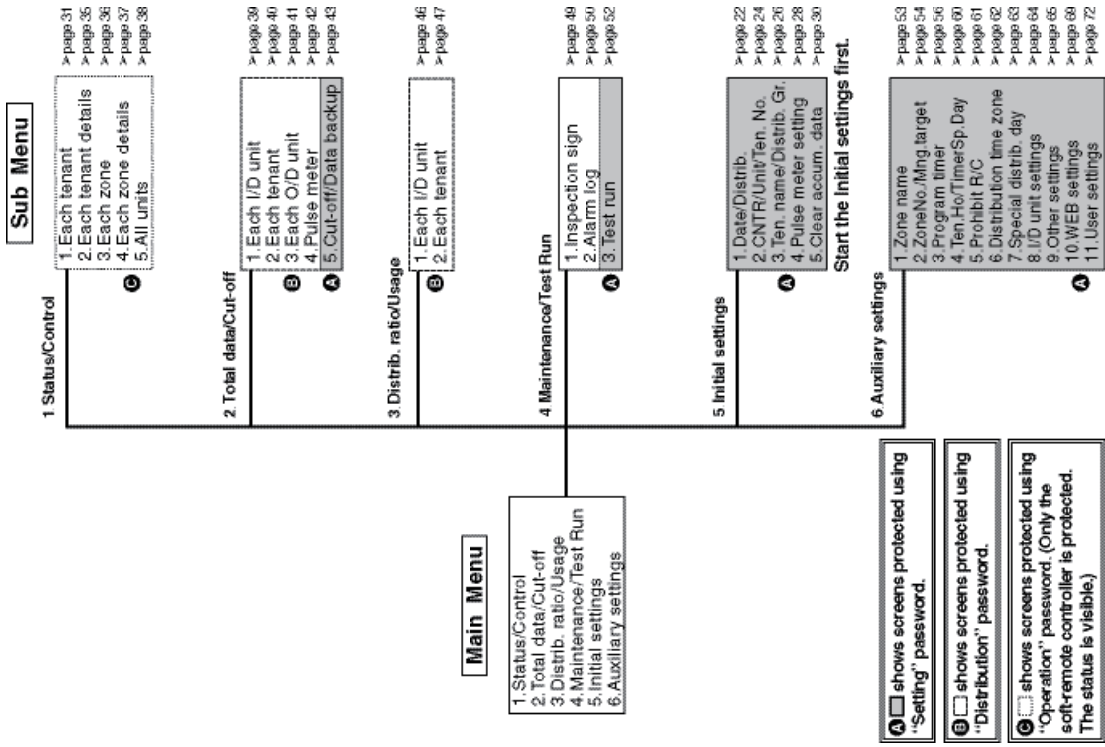 Sub Menu
Main Menu
1.Status/Control
2.Total data/Cut-off
3.Distrib. ratio/Usage
4.Maintenance/Test Run
5.Initial settings
6.Auxiliary settings
1.Status/Control
1.Each tenant >page 31
2.Each tenant details >page 35
3.Each zone >page 36
4.Each zone details >page 37
5.All units >page 38
C
2.Total data/Cut-off
1.Each I/D unit >page 39
2.Each tenant >page 40
3.Each O/D unit >page 41
4.Pulse meter >page 42
5.Cut-off/Data backup >page 43
B
A
3.Distrib. ratio/Usage
1.Each I/D unit >page 46
2.Each tenant >page 47
B
4 Maintenance/Test Run
1.Inspection sign >page 49
2.Alarm log >page 50
3.Test run >page 52
A
5 Initial settings
1.Date/Distrib. >page 22
2.CNTR/Unit/Ten. No. >page 24
3.Ten. name/Distrib. Gr. >page 26
4.Pulse meter setting >page 28
5.Clear accum. data >page 30
A
Start the Initial settings first.
6.Auxiliary settings
1.Zone name >page 53
2.ZoneNo./Mng.target >page 54
3.Program timer >page 56
4.Ten.Ho/TimerSp.Day >page 60
5.Prohibit R/C >page 61
6.Distribution time zone >page 62
7.Special distrib. day >page 63
8.I/D unit settings >page 64
9.Other settings >page 65
10.WEB settings >page 69
11.User settings >page 72
A
A shows screens protected using
"Setting" password.
B shows screens protected using
"Distribution" password.
C shows screens protected using
"Operation" password. (Only the
soft-remote controller is protected.
The status is visible.)